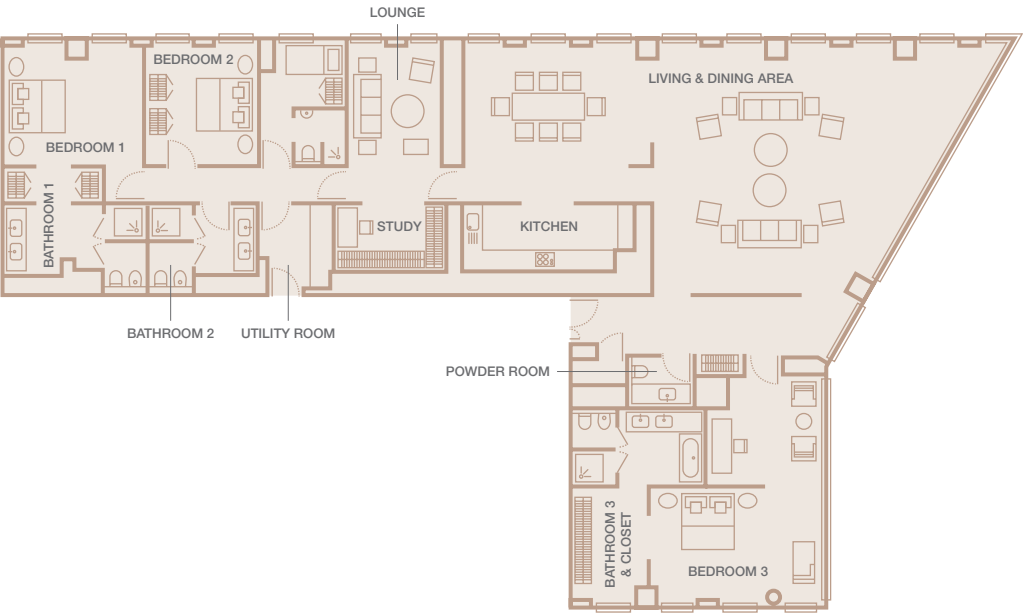 LOUNGE
BEDROOM 2
LIVING & DINING AREA
BEDROOM 1
BATHROOM 1
STUDY
KITCHEN
BATHROOM 2
UTILITY ROOM
POWDER ROOM
BATHROOM 3
& CLOSET
BEDROOM 3